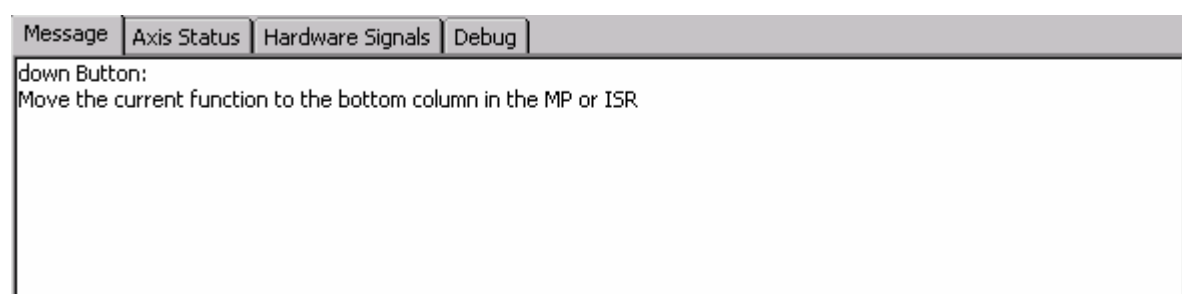 Message Axis Status Hardware Signals Debug
down Button:
Move the current function to the bottom column in the MP or ISR